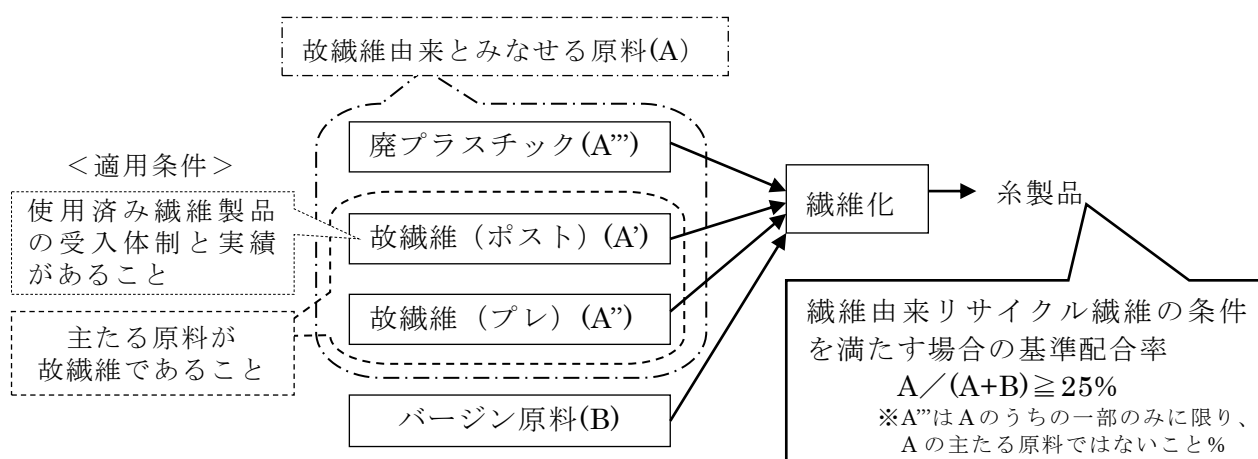 故繊維由来とみなせる原料(A)
廃プラスチック(A”’)
＜適用条件＞
使用済み繊維製品
の受入体制と実績
があること
故繊維（ポスト）(A’)
繊維化
糸製品
主たる原料が
故繊維であること
故繊維（プレ）(A”)
バージン原料(B)
繊維由来リサイクル繊維の条件
を満たす場合の基準配合率
A／(A+B)≧25%
※A”’はAのうちの一部のみに限り、
Aの主たる原料ではないこと%